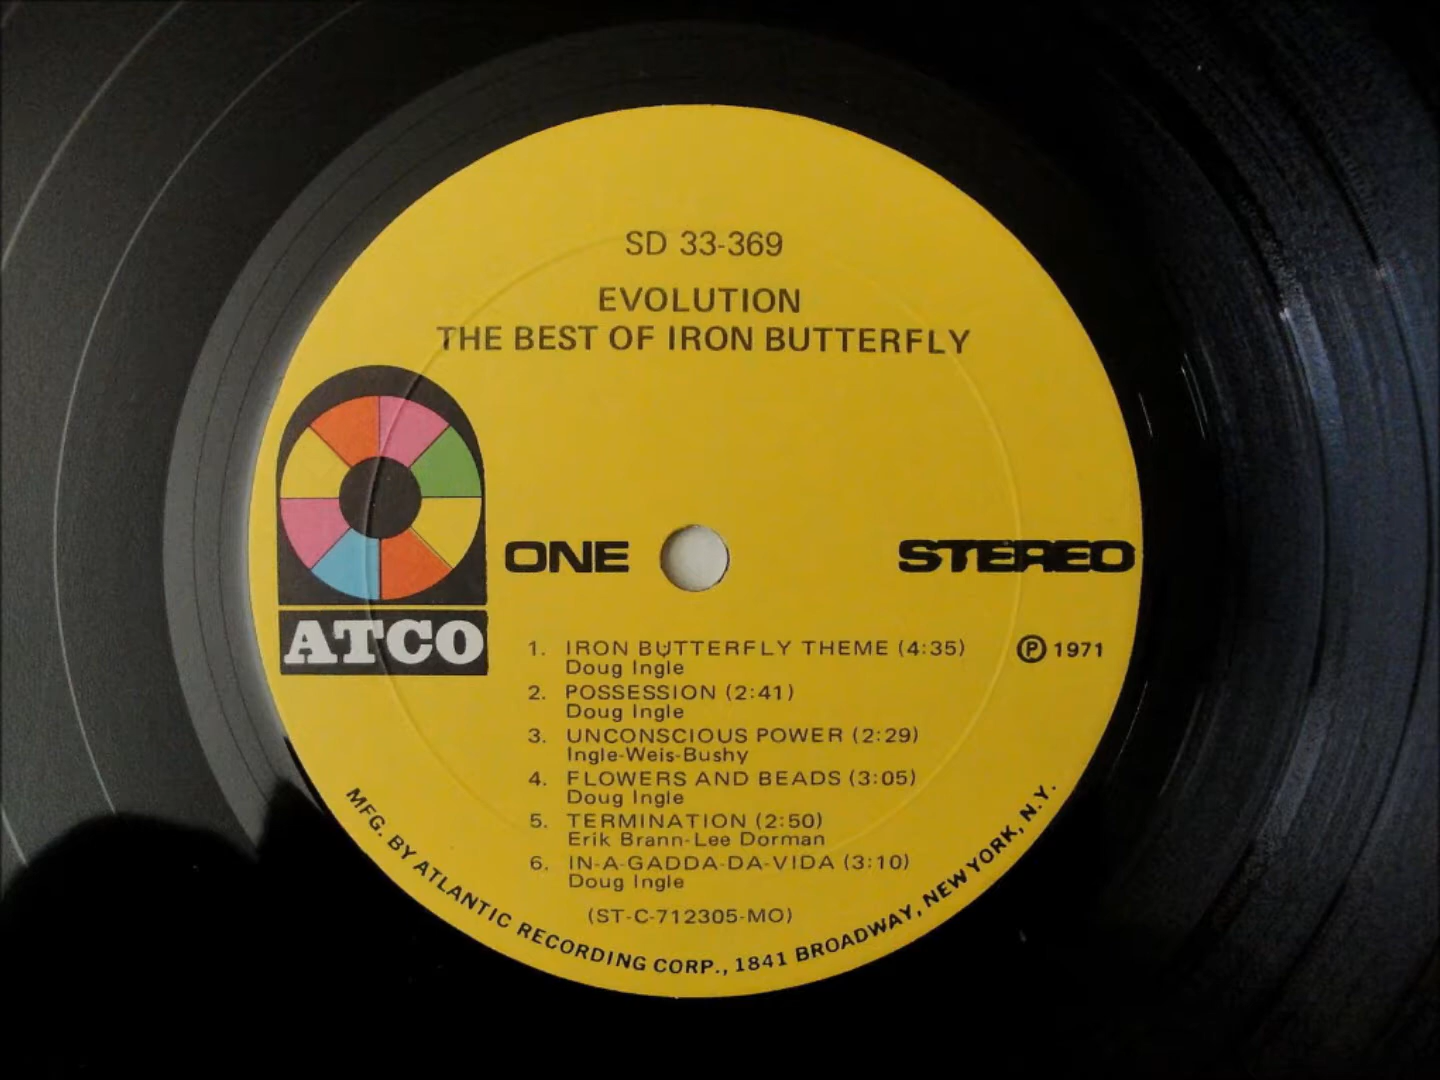 SD 33-369
EVOLUTION
THE BEST OF IRON BUTTERFLY
ATCO
ONE
STEREO
1. IRON BUTTERFLY THEME (4:35)
Doug Ingle
Ⓟ 1971
2. POSSESSION (2:41)
Doug Ingle
3. UNCONSCIOUS POWER (2:29)
Ingle-Weis-Bushy
4. FLOWERS AND BEADS (3:05)
Doug Ingle
5. TERMINATION (2:50)
Erik Brann-Lee Dorman
6. IN-A-GADDA-DA-VIDA (3:10)
Doug Ingle
(ST-C-712305-MO)
MFG. BY ATLANTIC RECORDING CORP., 1841 BROADWAY, NEW YORK, N.Y.